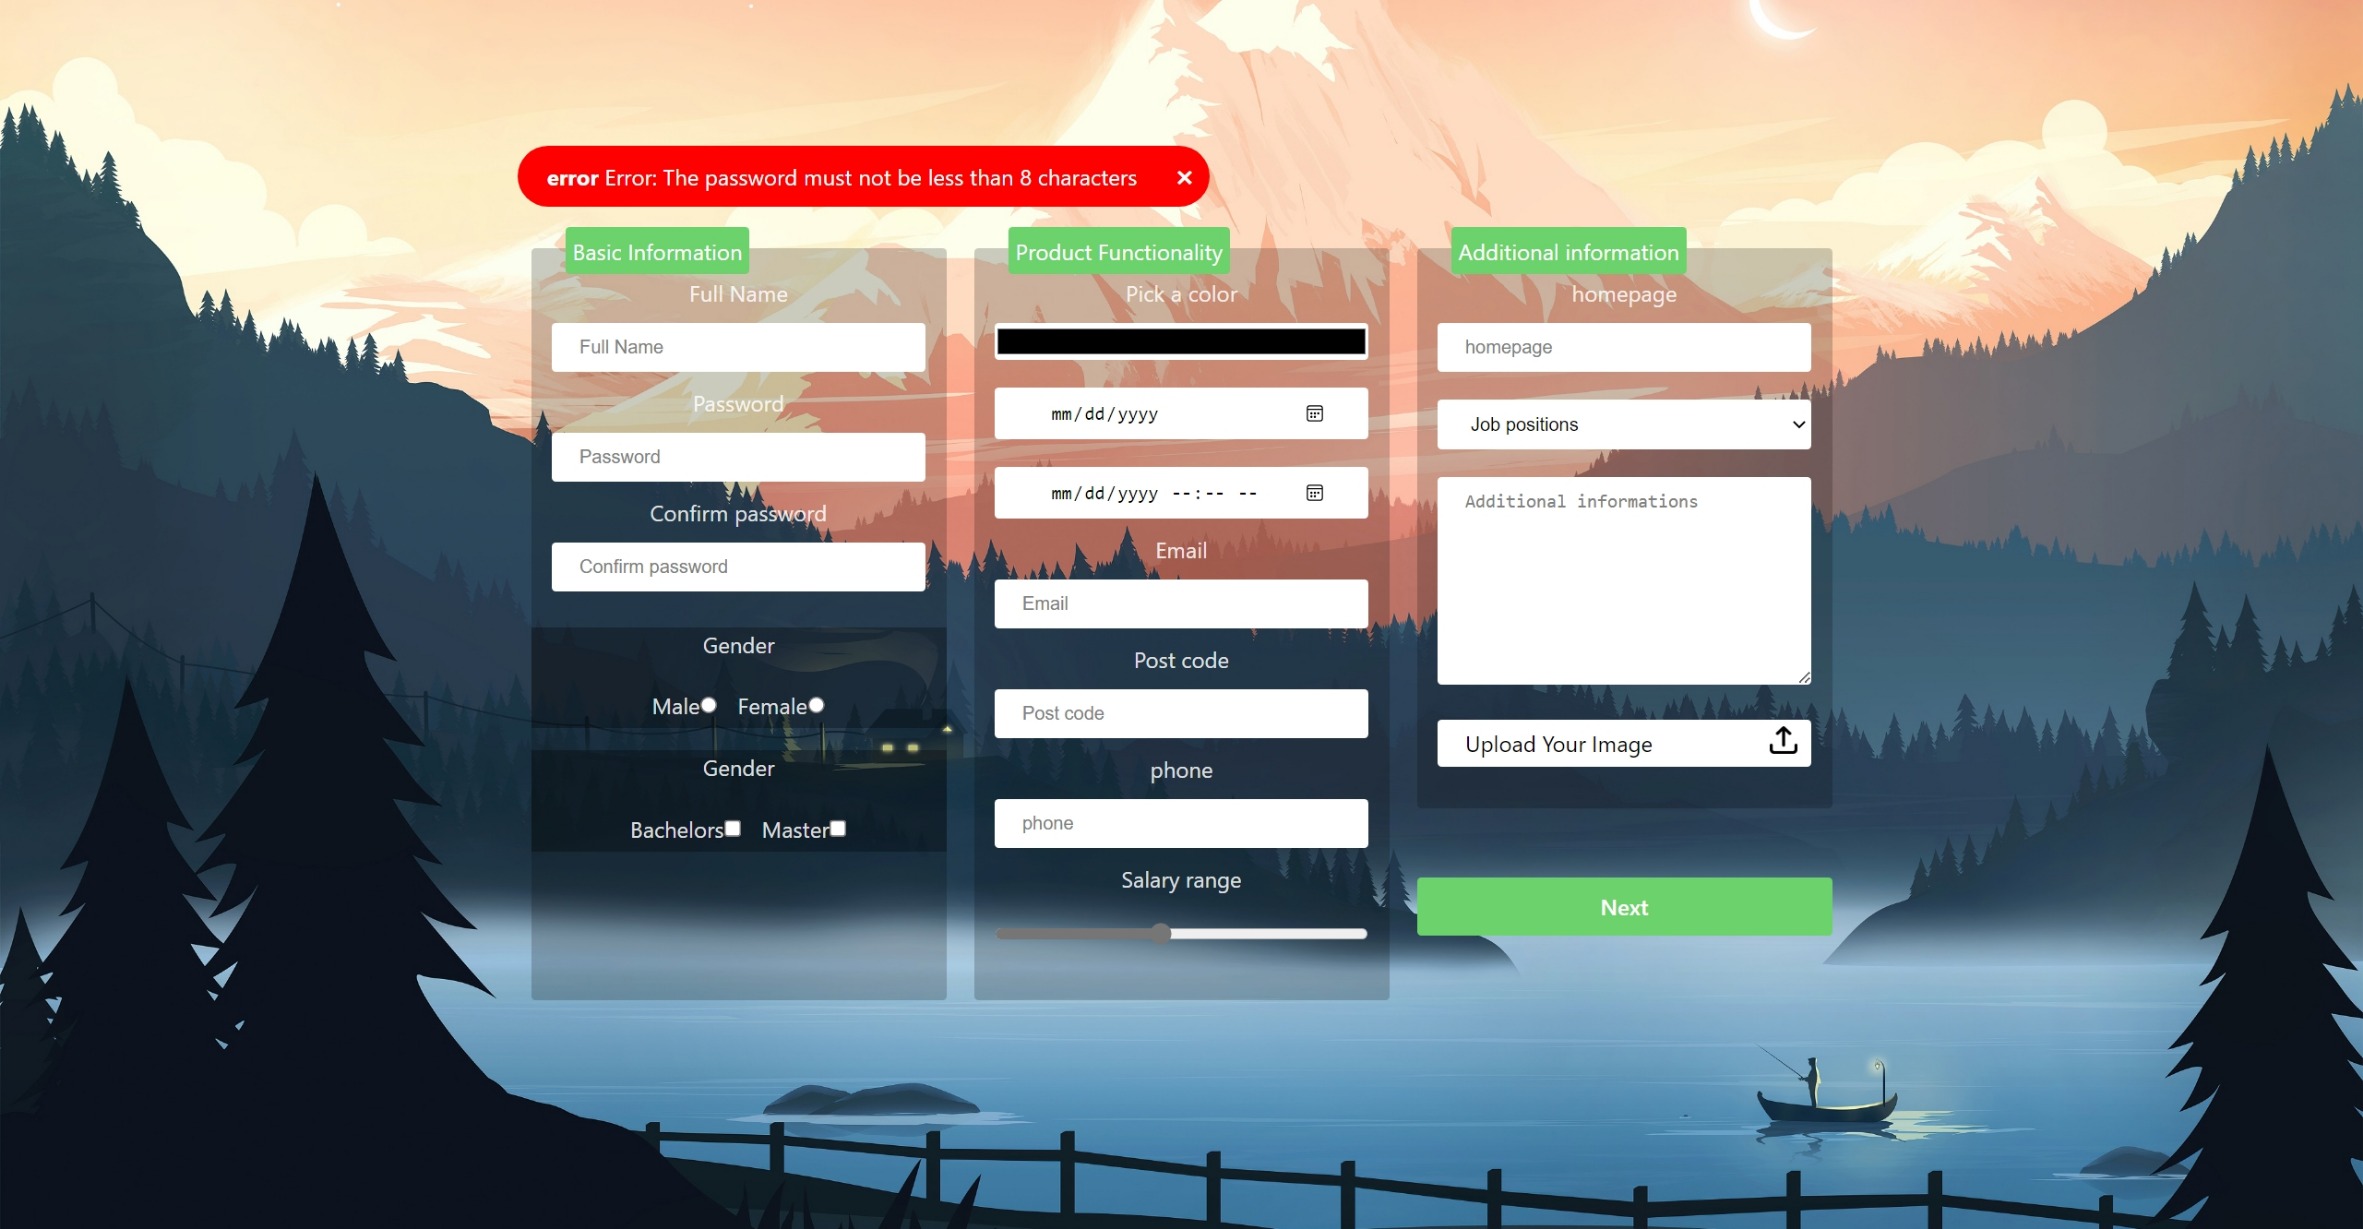 error Error: The password must not be less than 8 characters ×
Basic Information
Full Name
Full Name
Password
Password
Confirm password
Confirm password
Gender
Male Female
Gender
Bachelors Master
Product Functionality
Pick a color
mm/dd/yyyy
mm/dd/yyyy --:-- --
Email
Email
Post code
Post code
phone
phone
Salary range
Additional information
homepage
homepage
Job positions
Additional informations
Upload Your Image
Next